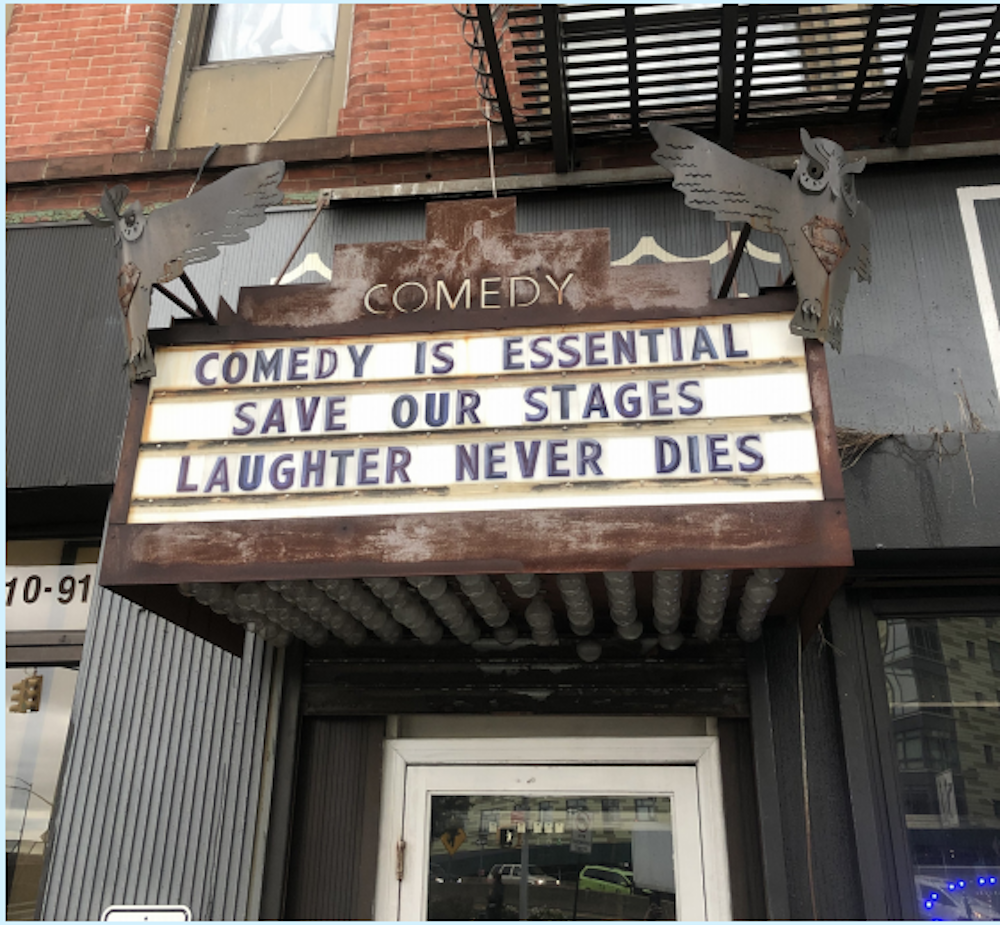 COMEDY
COMEDY IS ESSENTIAL
SAVE OUR STAGES
LAUGHTER NEVER DIES
10-91